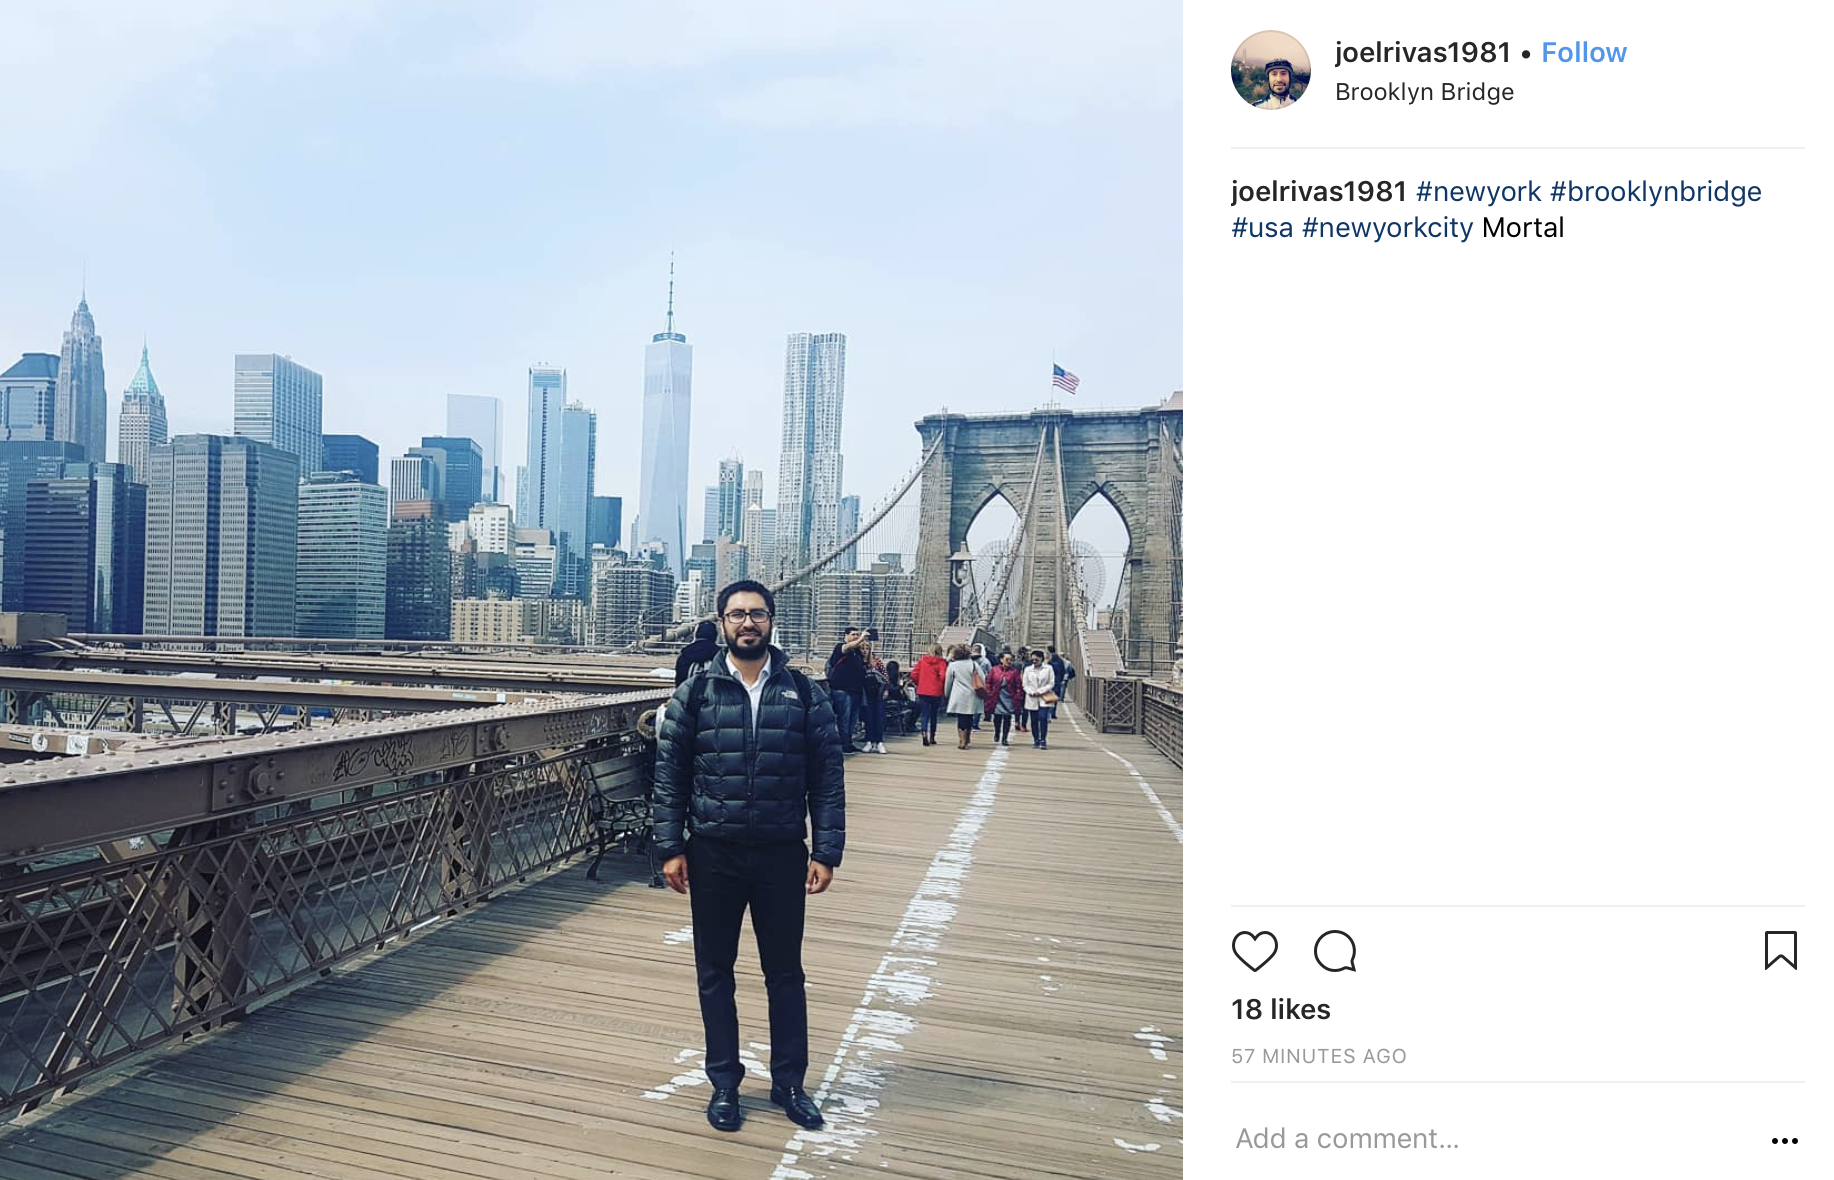 joelrivas1981 • Follow
Brooklyn Bridge
joelrivas1981 #newyork #brooklynbridge
#usa #newyorkcity Mortal
18 likes
57 MINUTES AGO
Add a comment...